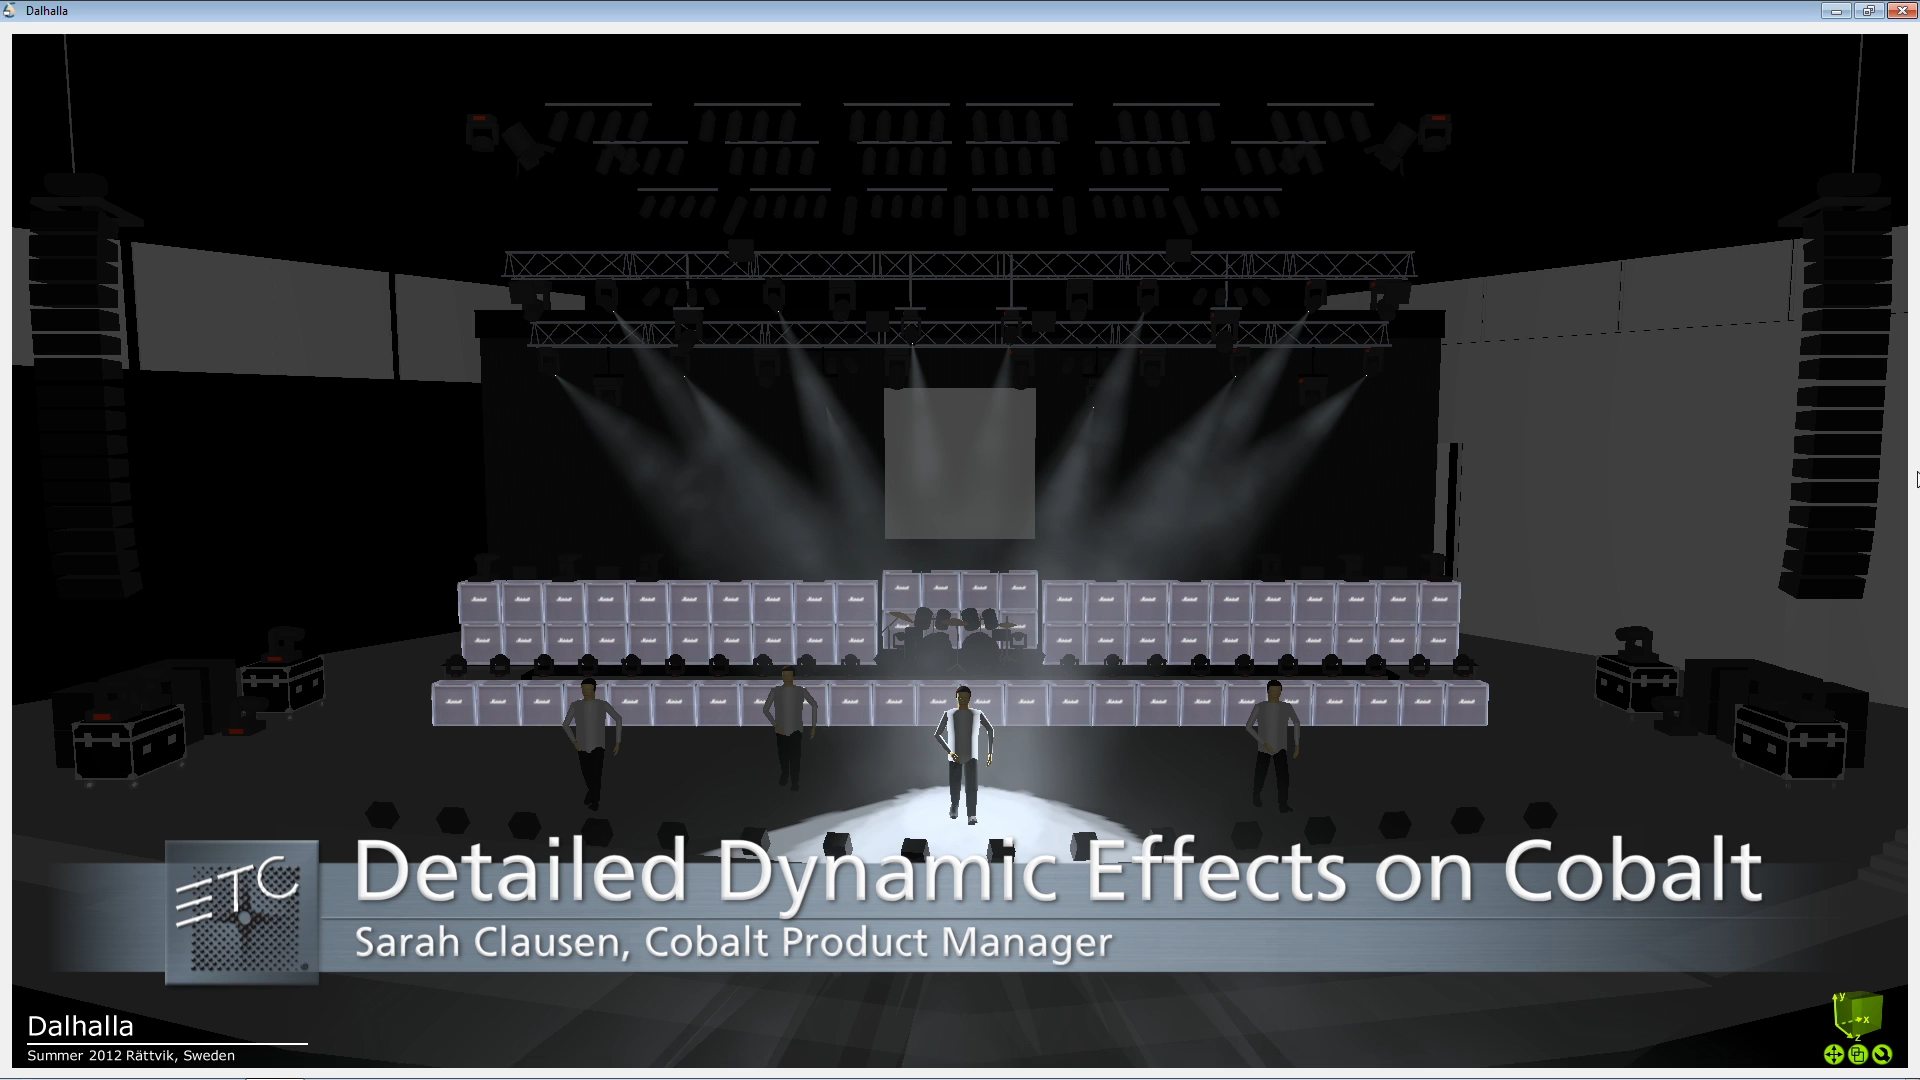 Dalhalla
ETC
Detailed Dynamic Effects on Cobalt
Sarah Clausen, Cobalt Product Manager
Dalhalla
Summer 2012 Rättvik, Sweden
y
x
z